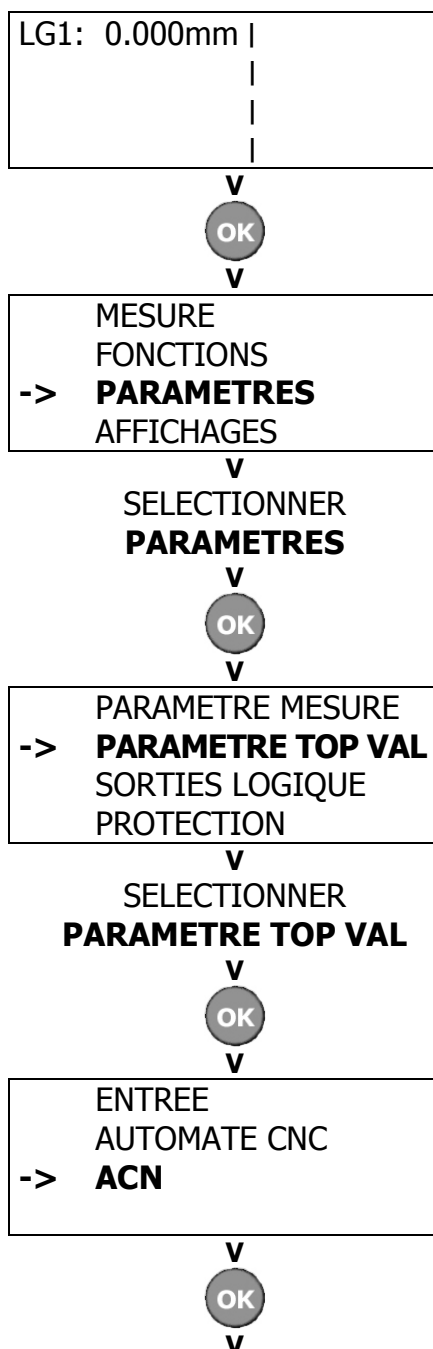 LG1: 0.000mm |
|
|
|
V
OK
V
MESURE
FONCTIONS
-> PARAMETRES
AFFICHAGES
V
SELECTIONNER
PARAMETRES
V
OK
V
PARAMETRE MESURE
-> PARAMETRE TOP VAL
SORTIES LOGIQUE
PROTECTION
V
SELECTIONNER
PARAMETRE TOP VAL
V
OK
V
ENTREE
AUTOMATE CNC
-> ACN
V
OK
V